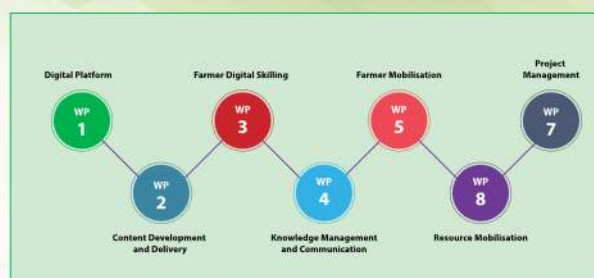 Digital Platform
WP
1
WP
2
Content Development
and Delivery
Farmer Digital Skilling
WP
3
WP
4
Knowledge Management
and Communication
Farmer Mobilisation
WP
5
WP
8
Resource Mobilisation
Project
Management
WP
7